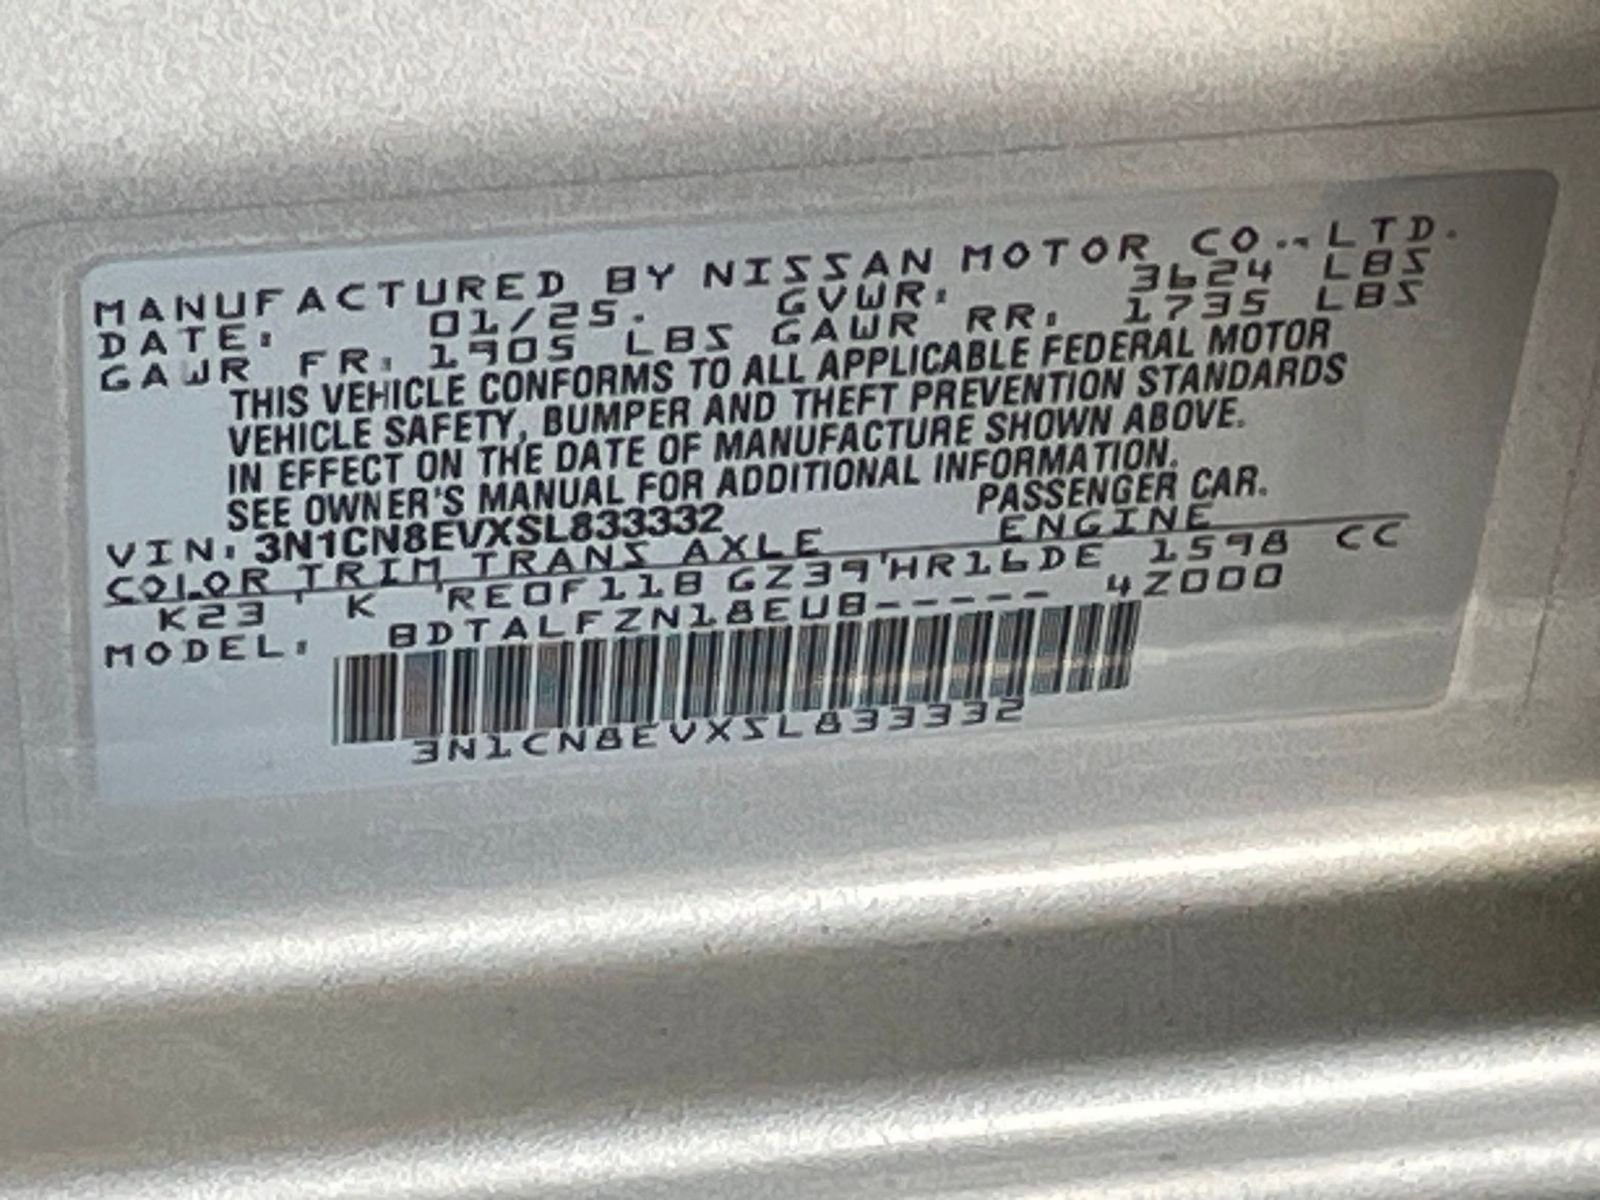 MANUFACTURED BY NISSAN MOTOR CO., LTD.
DATE: 01/25. GVWR: 3624 LBS
GAWR FR: 1905 LBS GAWR RR: 1735 LBS
THIS VEHICLE CONFORMS TO ALL APPLICABLE FEDERAL MOTOR
VEHICLE SAFETY, BUMPER AND THEFT PREVENTION STANDARDS
IN EFFECT ON THE DATE OF MANUFACTURE SHOWN ABOVE.
SEE OWNER'S MANUAL FOR ADDITIONAL INFORMATION.
VIN: 3N1CN8EVXSL833332 PASSENGER CAR.
COLOR TRIM TRANS AXLE ENGINE
K23 K RE0F11B GZ39 HR16DE 1598 CC
MODEL: BDTALFZN18EUB----- 4Z000
3N1CN8EVXSL833332